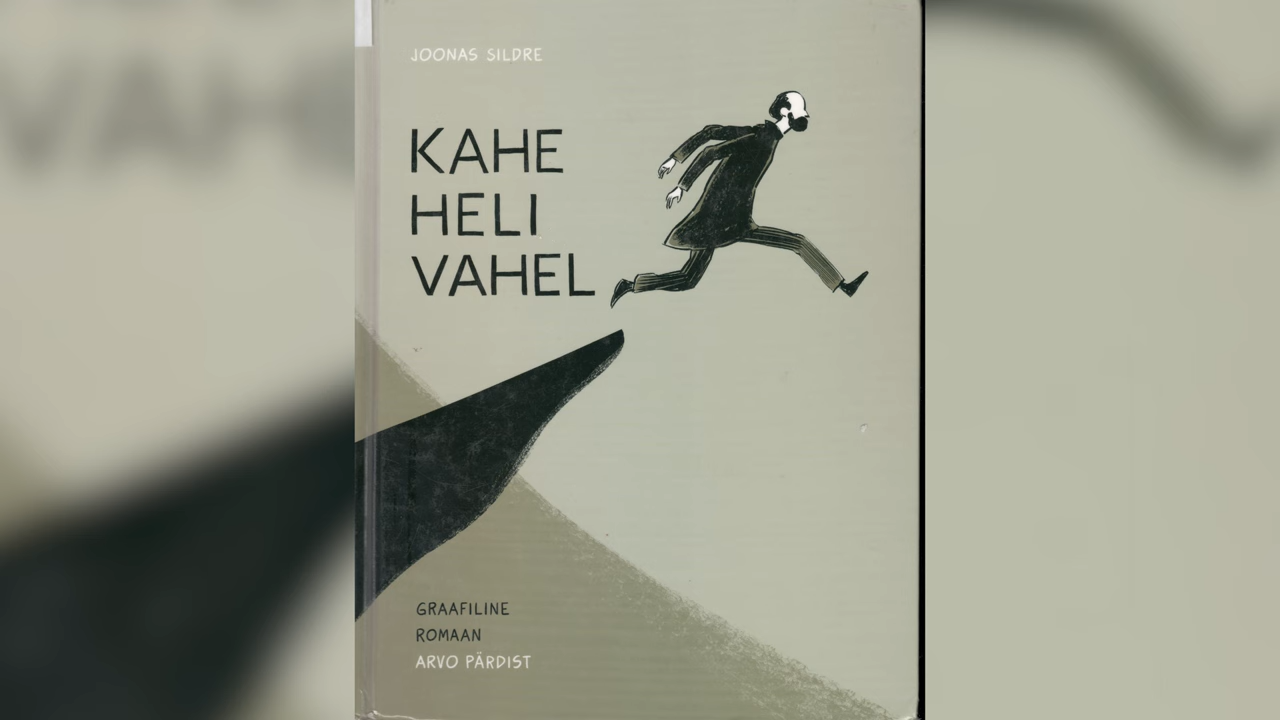 JOONAS SILDRE
KAHE
HELI
VAHEL
GRAAFILINE
ROMAAN
ARVO PÄRDIST